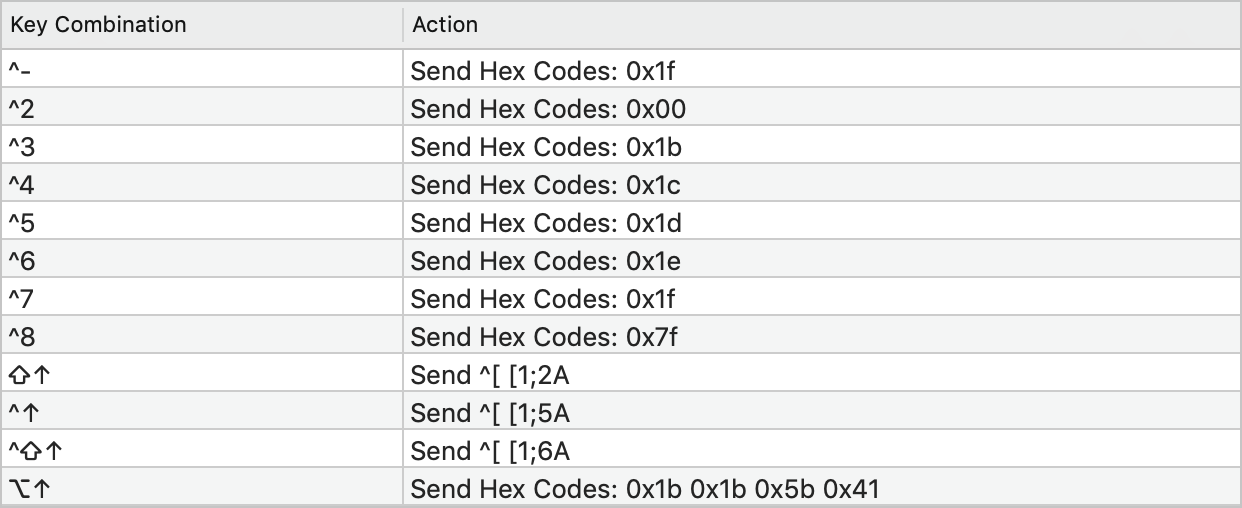 Key Combination Action
^- Send Hex Codes: 0x1f
^2 Send Hex Codes: 0x00
^3 Send Hex Codes: 0x1b
^4 Send Hex Codes: 0x1c
^5 Send Hex Codes: 0x1d
^6 Send Hex Codes: 0x1e
^7 Send Hex Codes: 0x1f
^8 Send Hex Codes: 0x7f
⇧↑ Send ^[ [1;2A
^↑ Send ^[ [1;5A
^⇧↑ Send ^[ [1;6A
⌥↑ Send Hex Codes: 0x1b 0x1b 0x5b 0x41